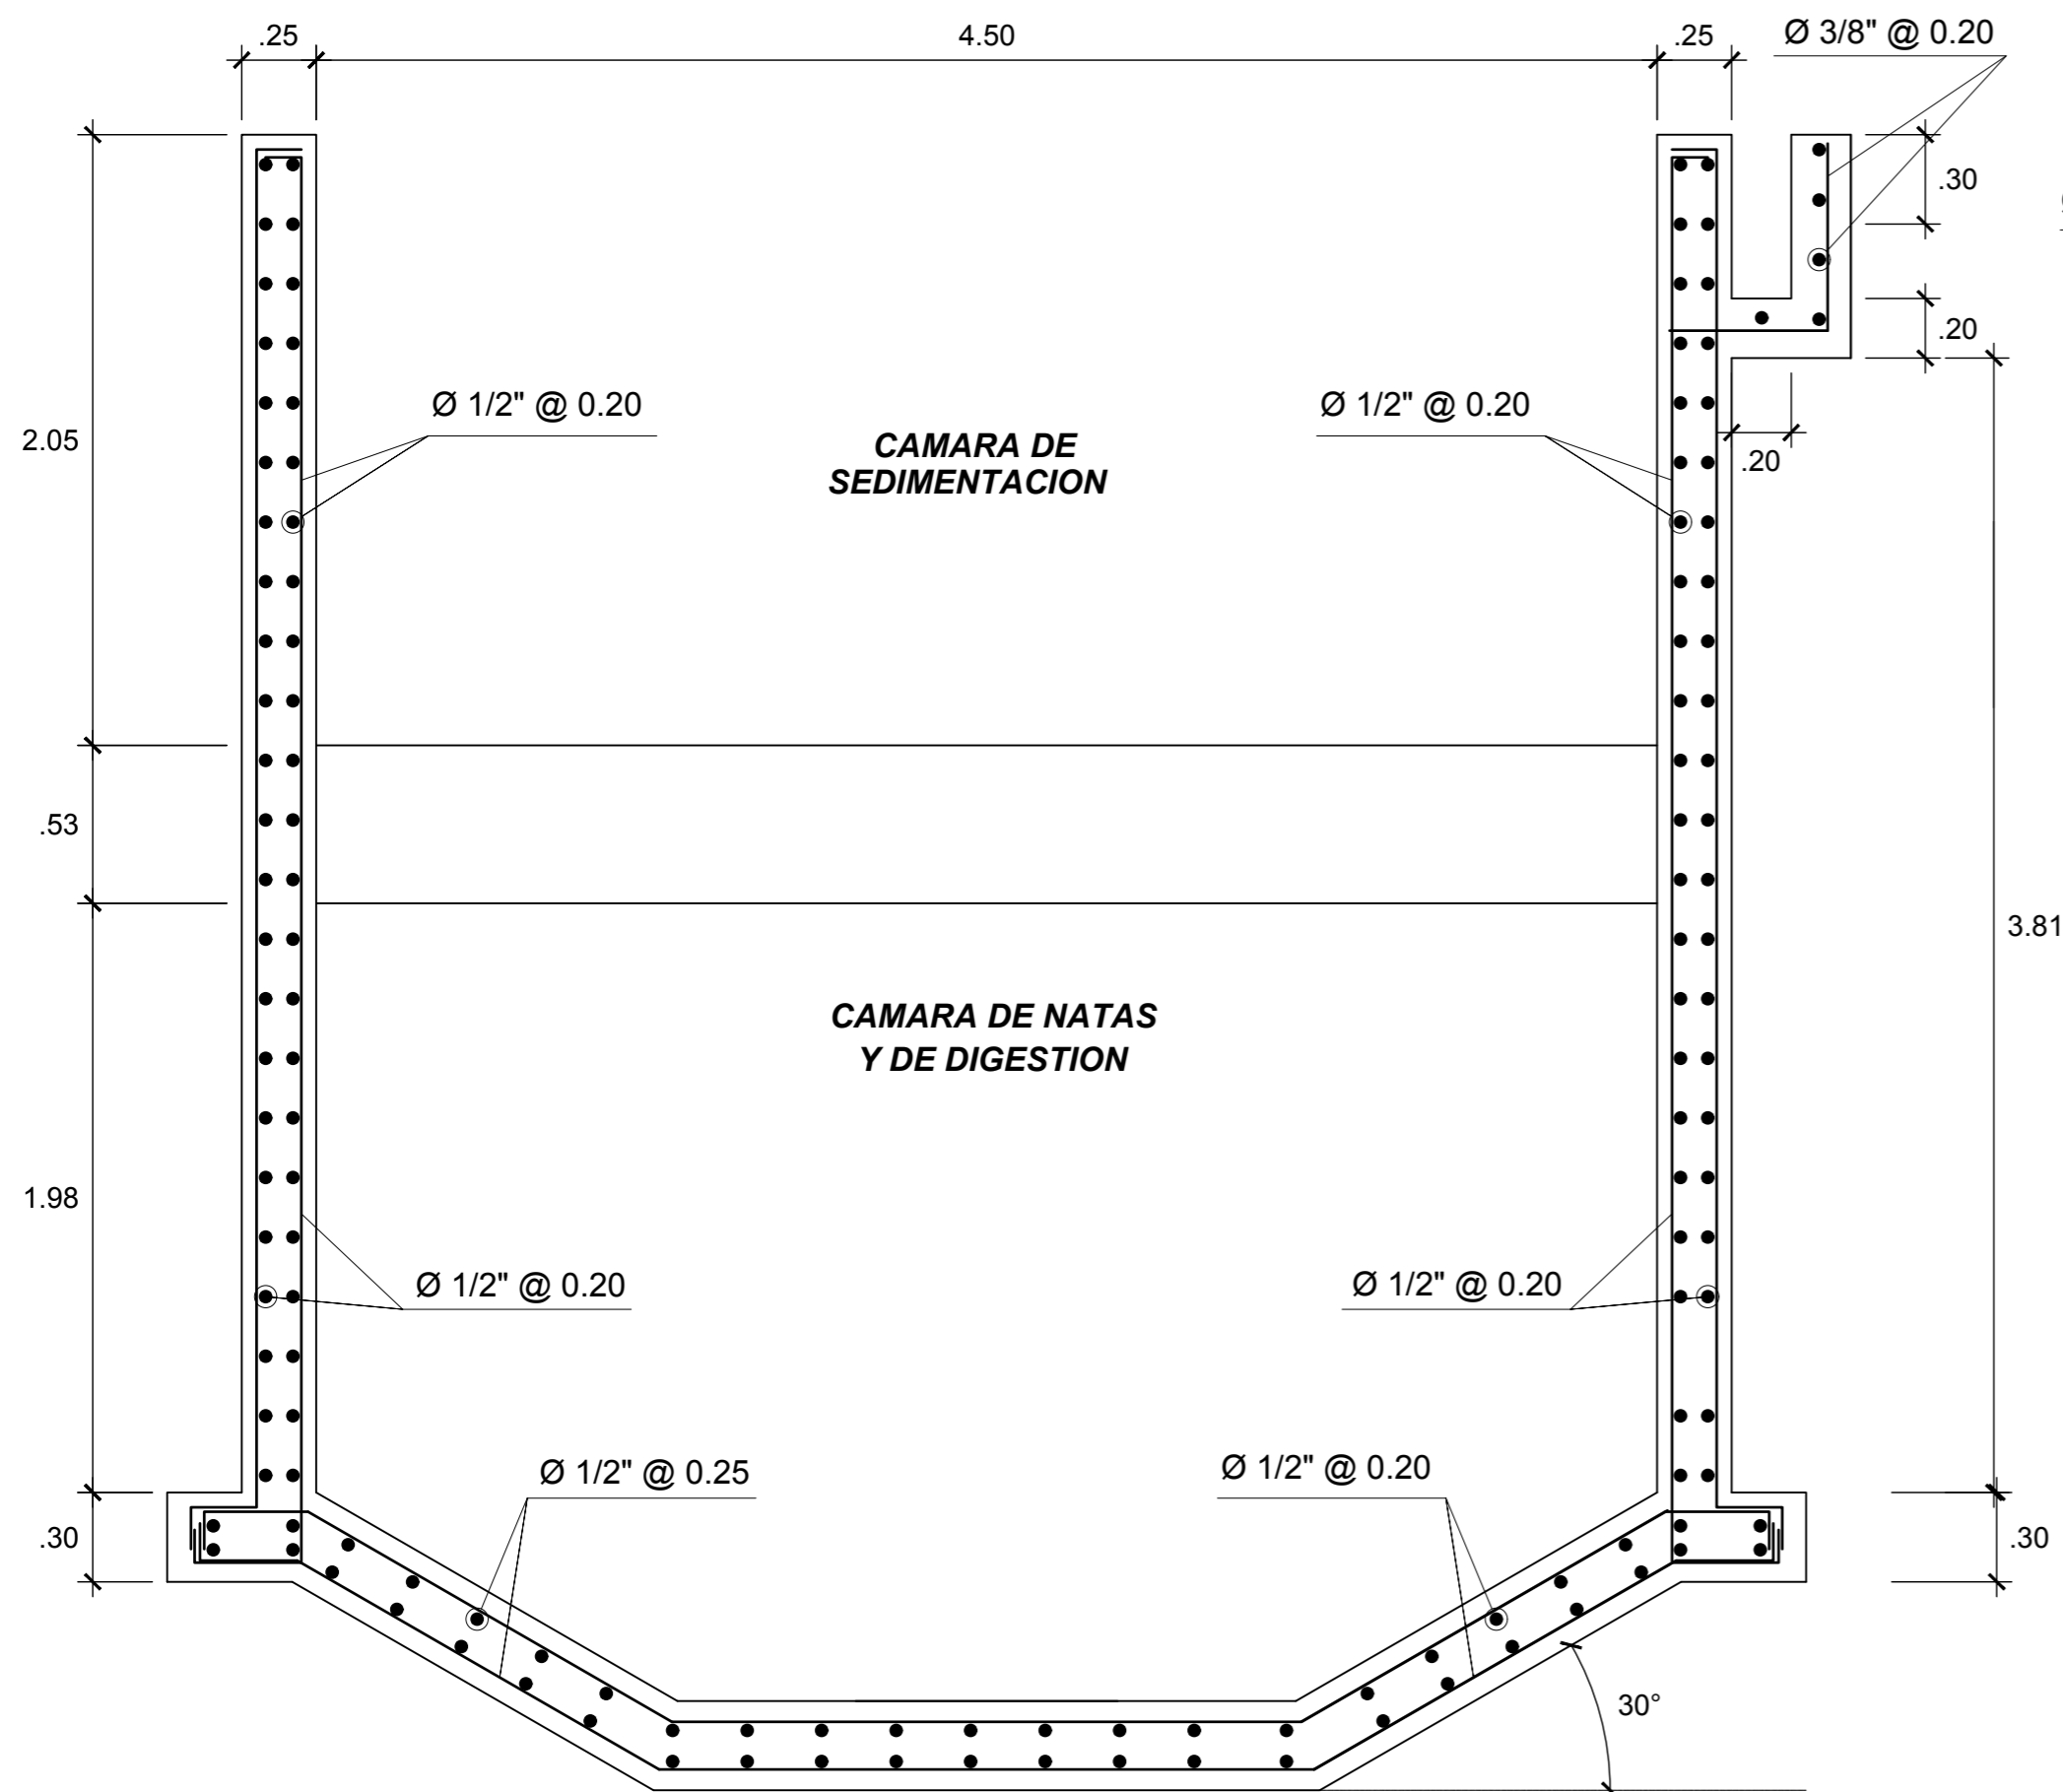 .25
4.50
.25
Ø 3/8" @ 0.20
.30
.20
Ø 1/2" @ 0.20
Ø 1/2" @ 0.20
2.05
CAMARA DE
SEDIMENTACION
.20
.53
3.81
CAMARA DE NATAS
Y DE DIGESTION
1.98
Ø 1/2" @ 0.20
Ø 1/2" @ 0.20
Ø 1/2" @ 0.25
Ø 1/2" @ 0.20
.30
.30
30°